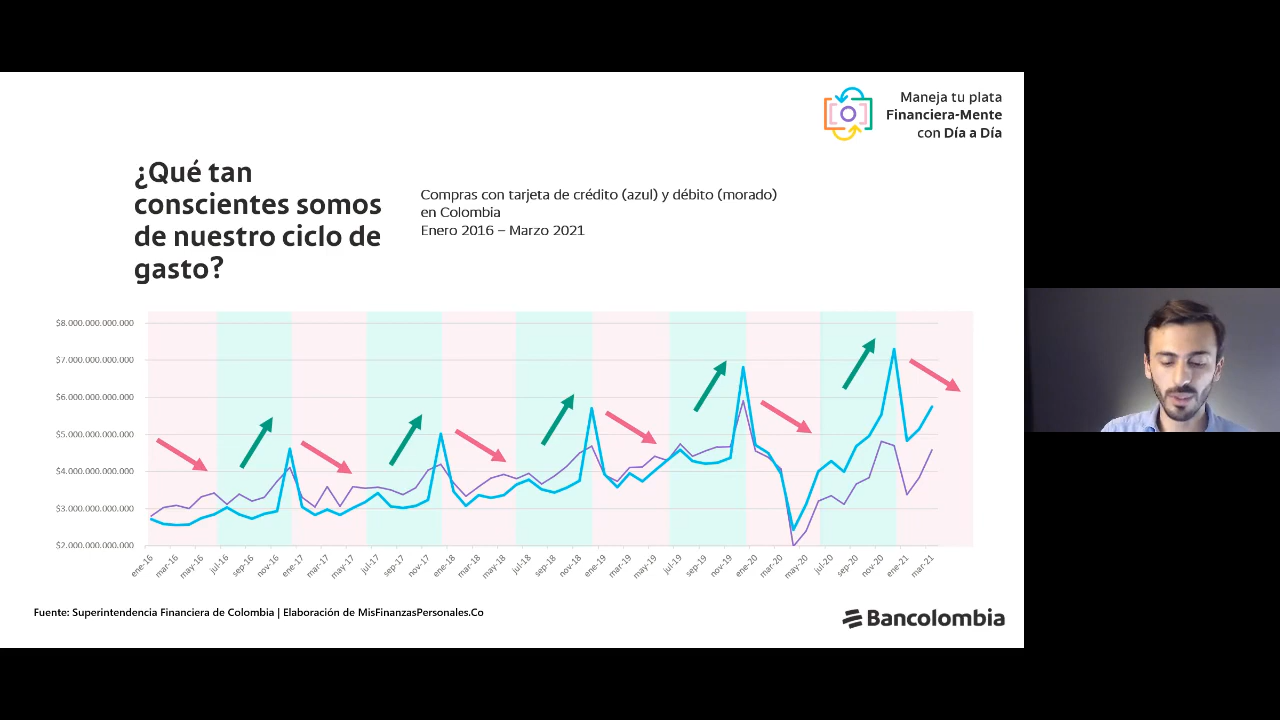 Maneja tu plata
Financiera-Mente
con Día a Día
¿Qué tan
conscientes somos
de nuestro ciclo de
gasto?
Compras con tarjeta de crédito (azul) y débito (morado)
en Colombia
Enero 2016 – Marzo 2021
$8.000.000.000.000
$7.000.000.000.000
$6.000.000.000.000
$5.000.000.000.000
$4.000.000.000.000
$3.000.000.000.000
$2.000.000.000.000
ene-16
mar-16
may-16
jul-16
sep-16
nov-16
ene-17
mar-17
may-17
jul-17
sep-17
nov-17
ene-18
mar-18
may-18
jul-18
sep-18
nov-18
ene-19
mar-19
may-19
jul-19
sep-19
nov-19
ene-20
mar-20
may-20
jul-20
sep-20
nov-20
ene-21
mar-21
Fuente: Superintendencia Financiera de Colombia | Elaboración de MisFinanzasPersonales.Co
Bancolombia